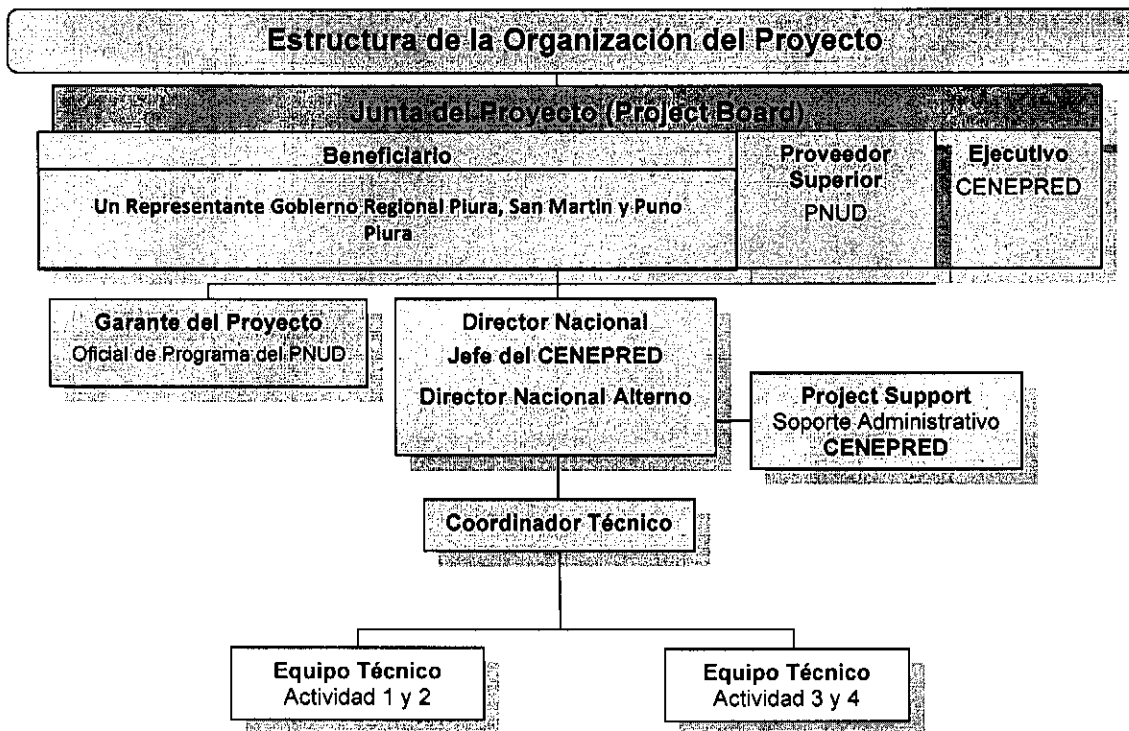 Estructura de la Organización del Proyecto
Junta del Proyecto (Project Board)
Beneficiario
Un Representante Gobierno Regional Piura, San Martin y Puno
Piura
Proveedor
Superior
PNUD
Ejecutivo
CENEPRED
Garante del Proyecto
Oficial de Programa del PNUD
Director Nacional
Jefe del CENEPRED
Director Nacional Alterno
Project Support
Soporte Administrativo
CENEPRED
Coordinador Técnico
Equipo Técnico
Actividad 1 y 2
Equipo Técnico
Actividad 3 y 4